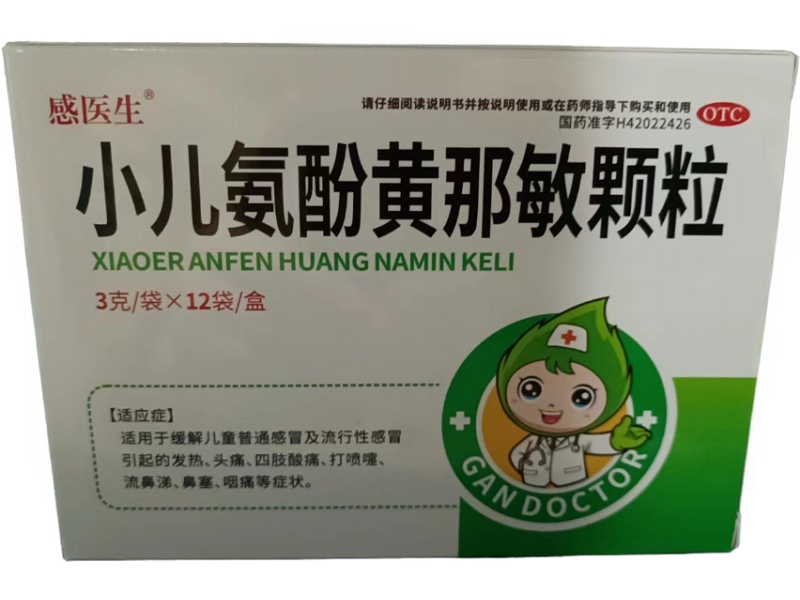 感医生®
请仔细阅读说明书并按说明使用或在药师指导下购买和使用
国药准字H42022426
OTC
小儿氨酚黄那敏颗粒
XIAOER ANFEN HUANG NAMIN KELI
3克/袋×12袋/盒
【适应症】
适用于缓解儿童普通感冒及流行性感冒
引起的发热、头痛、四肢酸痛、打喷嚏、
流鼻涕、鼻塞、咽痛等症状。
GAN DOCTOR